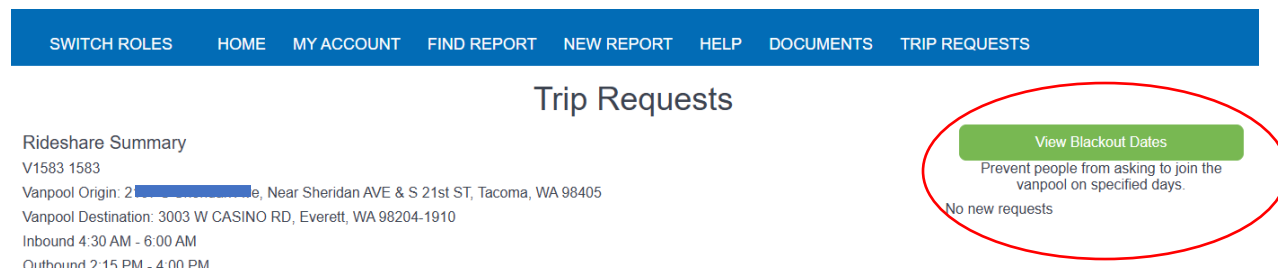 SWITCH ROLES HOME MY ACCOUNT FIND REPORT NEW REPORT HELP DOCUMENTS TRIP REQUESTS
Trip Requests
Rideshare Summary
V1583 1583
Vanpool Origin: 2 e, Near Sheridan AVE & S 21st ST, Tacoma, WA 98405
Vanpool Destination: 3003 W CASINO RD, Everett, WA 98204-1910
Inbound 4:30 AM - 6:00 AM
Outbound 2:15 PM - 4:00 PM
View Blackout Dates
Prevent people from asking to join the
vanpool on specified days.
No new requests